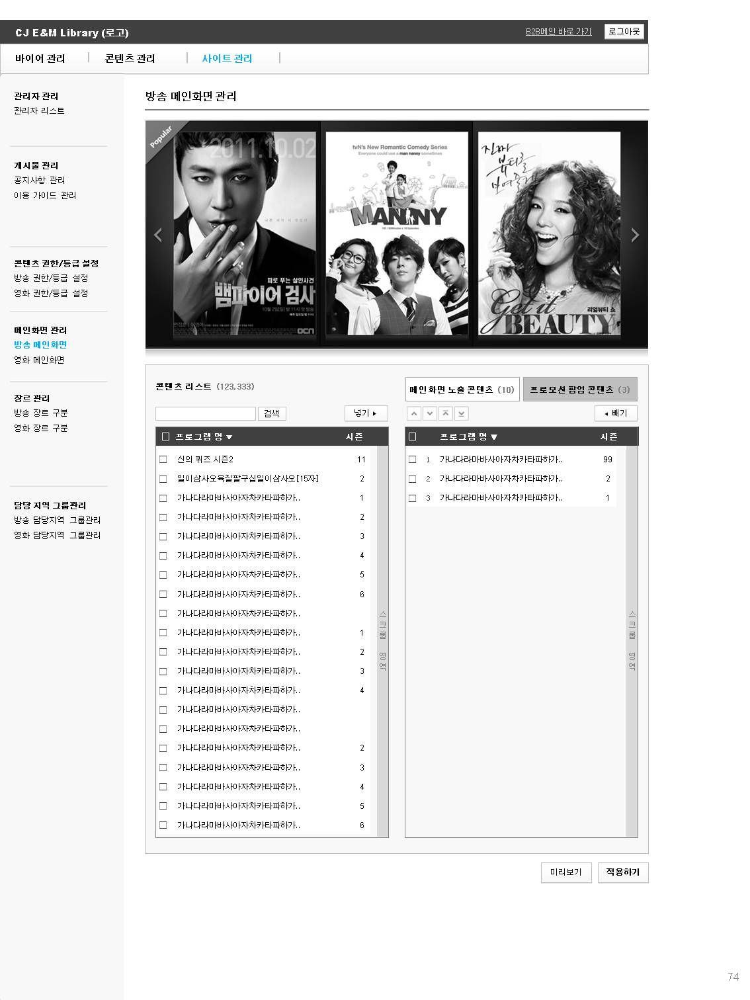 CJ E&M Library (로고)
B2B메인 바로 가기
로그아웃
바이어 관리
콘텐츠 관리
사이트 관리
관리자 관리
관리자 리스트
게시물 관리
공지사항 관리
이용 가이드 관리
콘텐츠 권한/등급 설정
방송 권한/등급 설정
영화 권한/등급 설정
메인화면 관리
방송 메인화면
영화 메인화면
장르 관리
방송 장르 구분
영화 장르 구분
담당 지역 그룹관리
방송 담당지역 그룹관리
영화 담당지역 그룹관리
방송 메인화면 관리
Popular
2011.10.02
피로 푸는 살인사건
뱀파이어 검사
10월 2일(일) 밤 11시 첫 방송
OCN
tvN's New Romantic Comedy Series
Everyone could use a man nanny sometimes
MANNY
진짜
뷰티를
보여주겠
Get it
리얼뷰티 쇼
BEAUTY
콘텐츠 리스트 (123,333)
검색
넣기 ▸
프로그램 명 ▼ 시즌
신의 퀴즈 시즌2 11
일이삼사오육칠팔구십일이삼사오[15자] 2
가나다라마바사아자차카타파하가.. 1
가나다라마바사아자차카타파하가.. 2
가나다라마바사아자차카타파하가.. 3
가나다라마바사아자차카타파하가.. 4
가나다라마바사아자차카타파하가.. 5
가나다라마바사아자차카타파하가.. 6
가나다라마바사아자차카타파하가..
가나다라마바사아자차카타파하가.. 1
가나다라마바사아자차카타파하가.. 2
가나다라마바사아자차카타파하가.. 3
가나다라마바사아자차카타파하가.. 4
가나다라마바사아자차카타파하가..
가나다라마바사아자차카타파하가..
가나다라마바사아자차카타파하가.. 2
가나다라마바사아자차카타파하가.. 3
가나다라마바사아자차카타파하가.. 4
가나다라마바사아자차카타파하가.. 5
가나다라마바사아자차카타파하가.. 6
스크롤 영역
메인화면 노출 콘텐츠 (10)
프로모션 팝업 콘텐츠 (3)
◂ 빼기
프로그램 명 ▼ 시즌
1 가나다라마바사아자차카타파하가.. 99
2 가나다라마바사아자차카타파하가.. 2
3 가나다라마바사아자차카타파하가.. 1
스크롤 영역
미리보기
적용하기
74